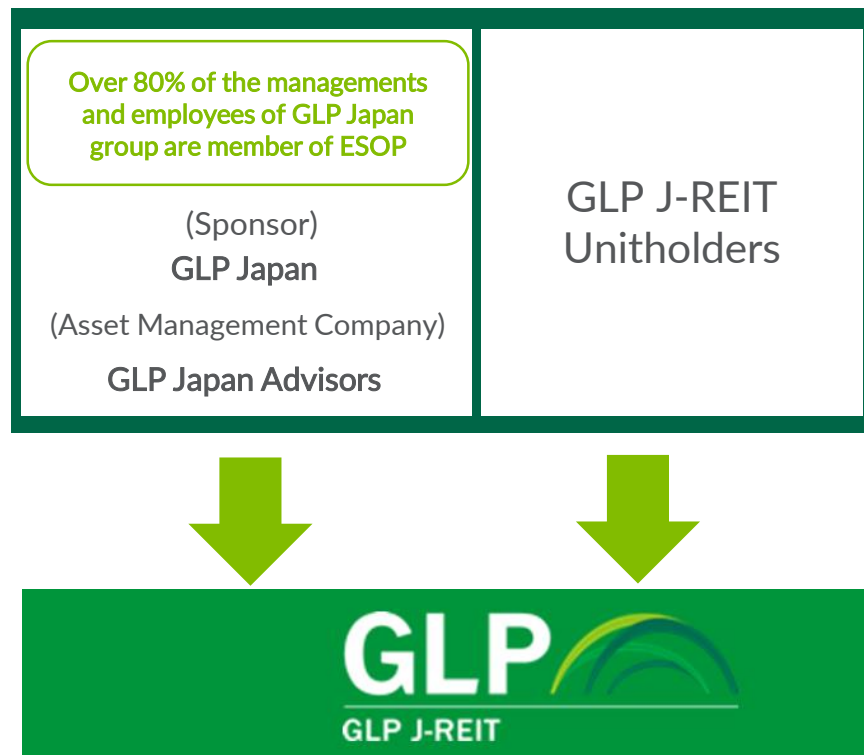 Over 80% of the managements
and employees of GLP Japan
group are member of ESOP
(Sponsor)
GLP Japan
(Asset Management Company)
GLP Japan Advisors
GLP J-REIT
Unitholders
GLP
GLP J-REIT